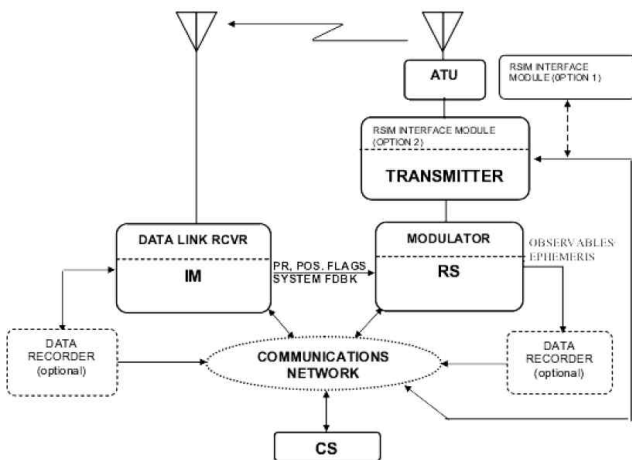 ATU
RSIM INTERFACE
MODULE (OPTION 1)
RSIM INTERFACE MODULE
(OPTION 2)
TRANSMITTER
DATA LINK RCVR
IM
PR, POS. FLAGS
SYSTEM FDBK
MODULATOR
RS
OBSERVABLES
EPHEMERIS
DATA
RECORDER
(optional)
COMMUNICATIONS
NETWORK
DATA
RECORDER
(optional)
CS